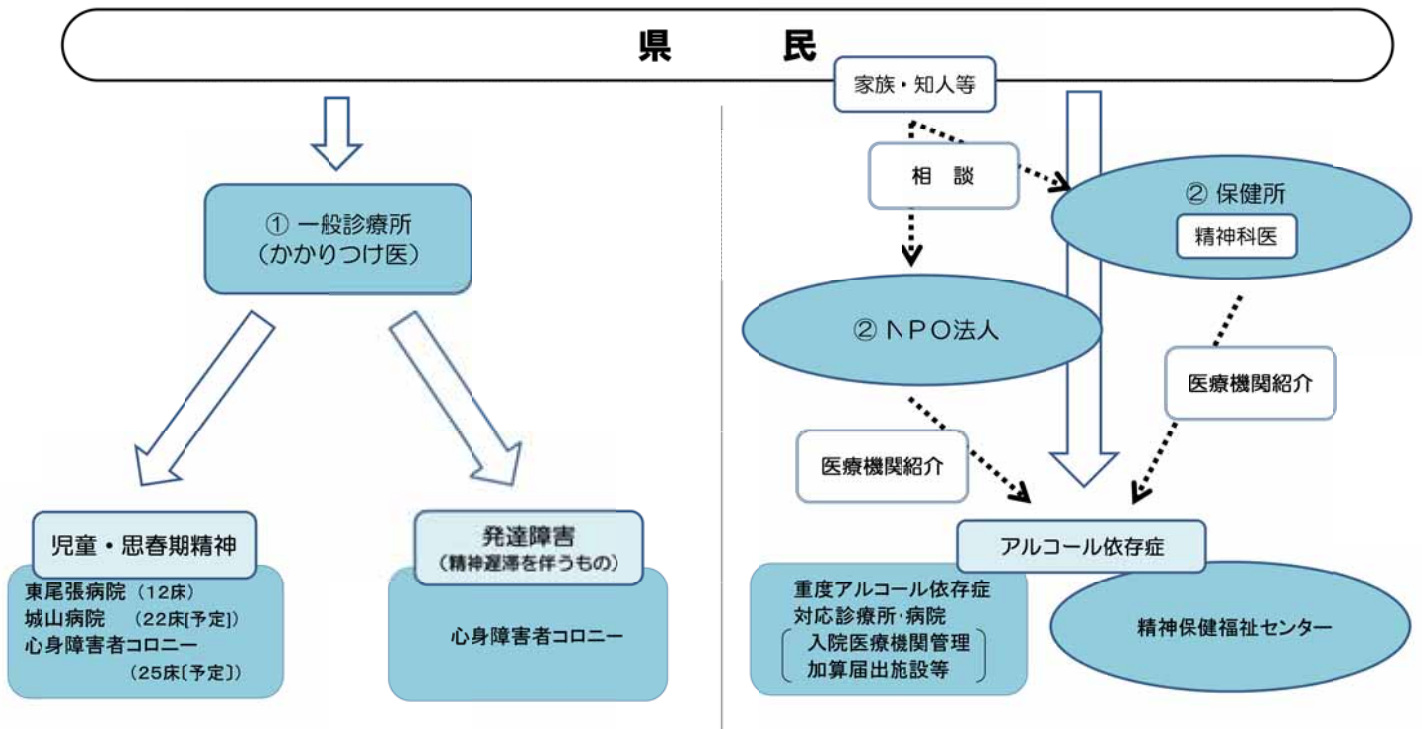 県　民
家族・知人等
① 一般診療所
（かかりつけ医）
児童・思春期精神
東尾張病院 （12床）
城山病院 （22床[予定]）
心身障害者コロニー
（25床〔予定〕）
発達障害
（精神遅滞を伴うもの）
心身障害者コロニー
相　談
② 保健所
精神科医
② ＮＰＯ法人
医療機関紹介
医療機関紹介
アルコール依存症
重度アルコール依存症
対応診療所・病院
入院医療機関管理
加算届出施設等
精神保健福祉センター